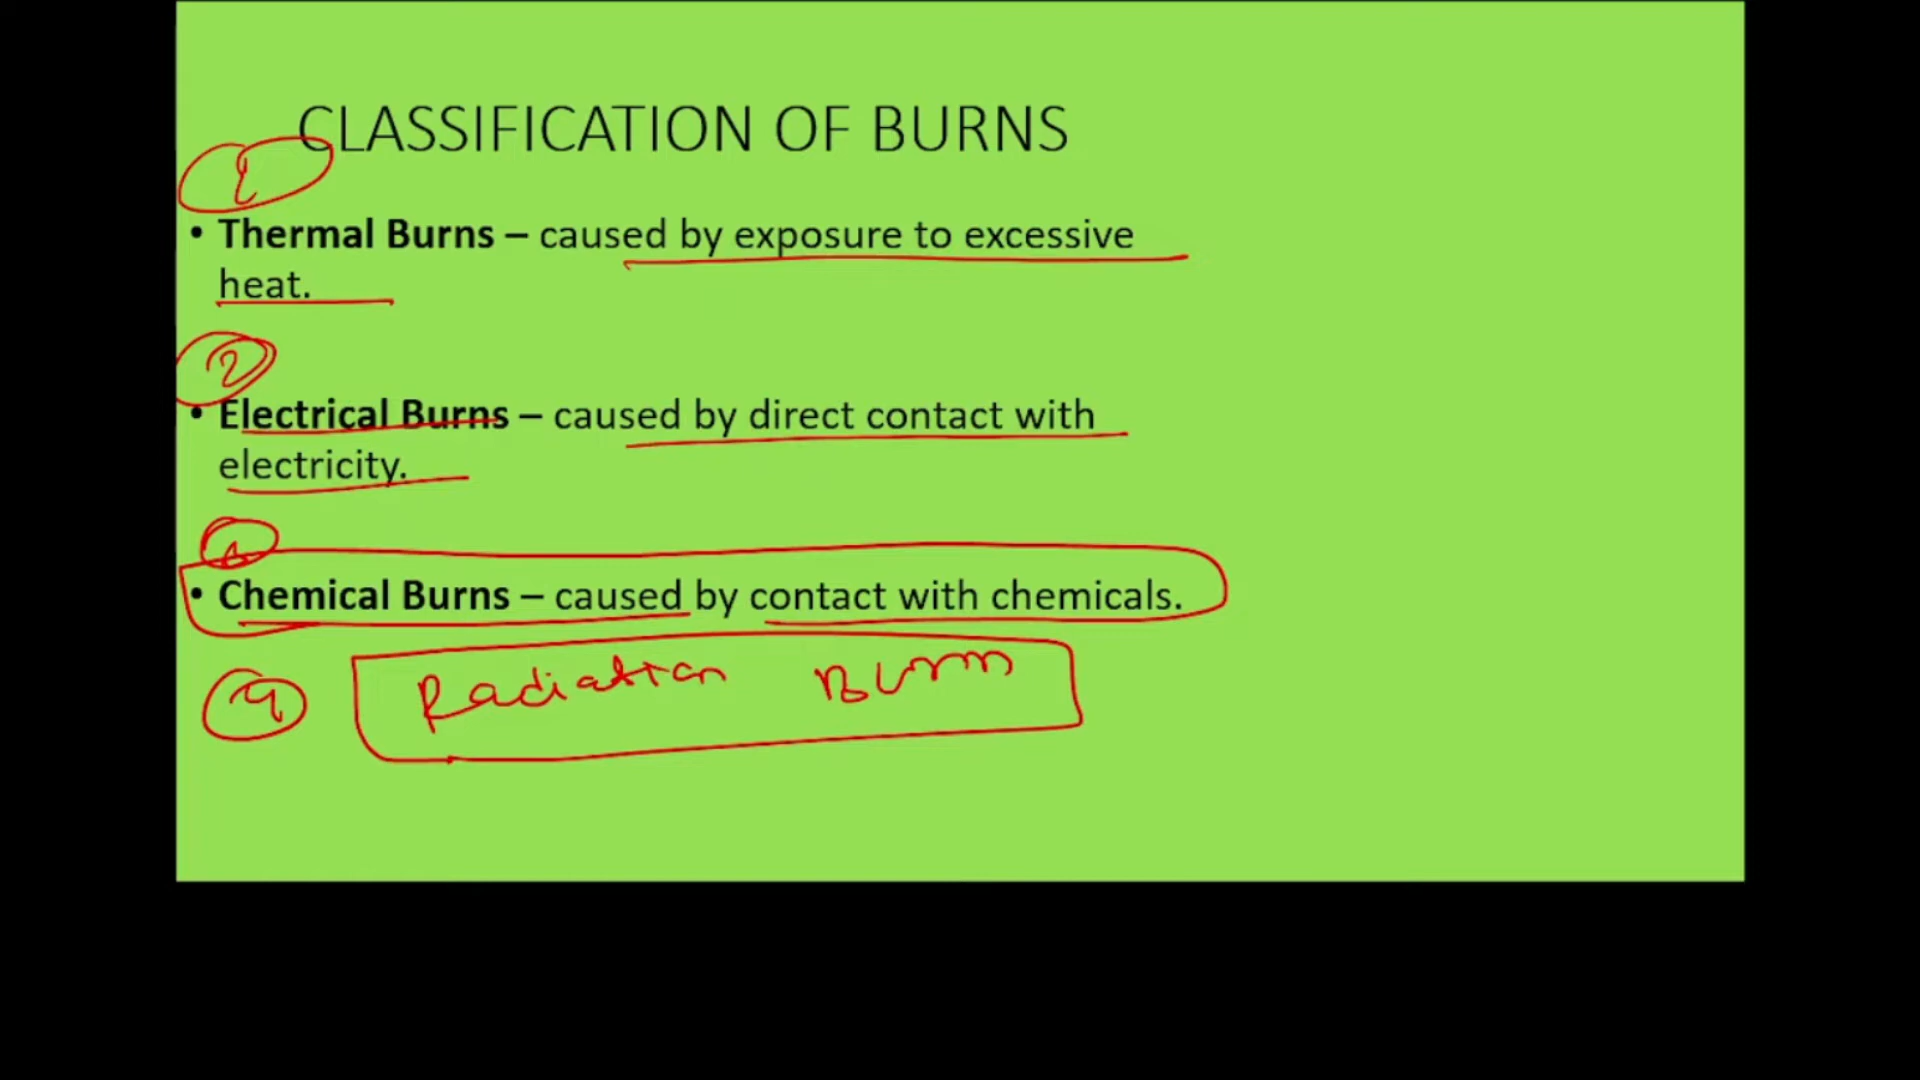 CLASSIFICATION OF BURNS
1
• Thermal Burns – caused by exposure to excessive
heat.
2
• Electrical Burns – caused by direct contact with
electricity.
• Chemical Burns – caused by contact with chemicals.
4 Radiation Burns